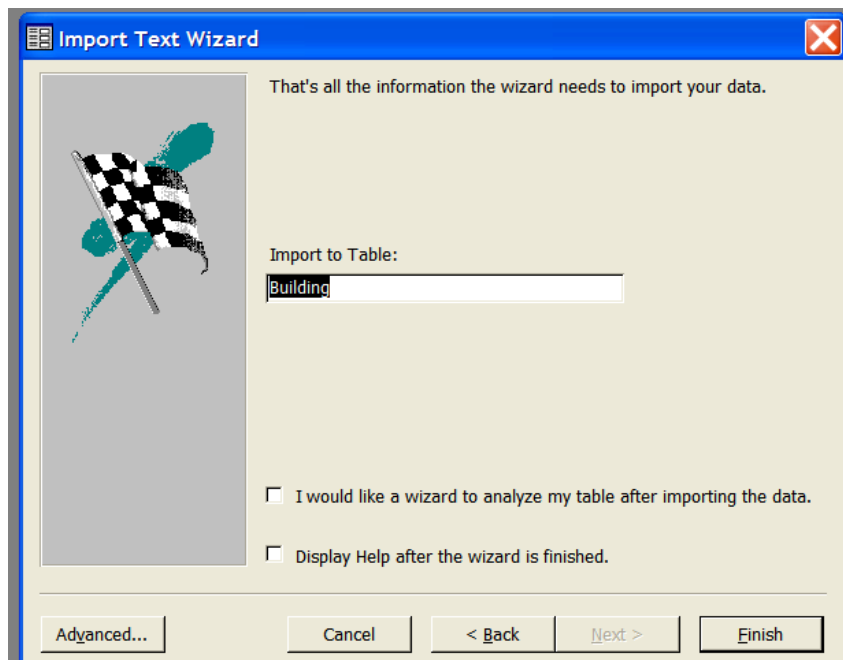 Import Text Wizard
That's all the information the wizard needs to import your data.
Import to Table:
Building
I would like a wizard to analyze my table after importing the data.
Display Help after the wizard is finished.
Advanced...
Cancel
< Back
Next >
Finish